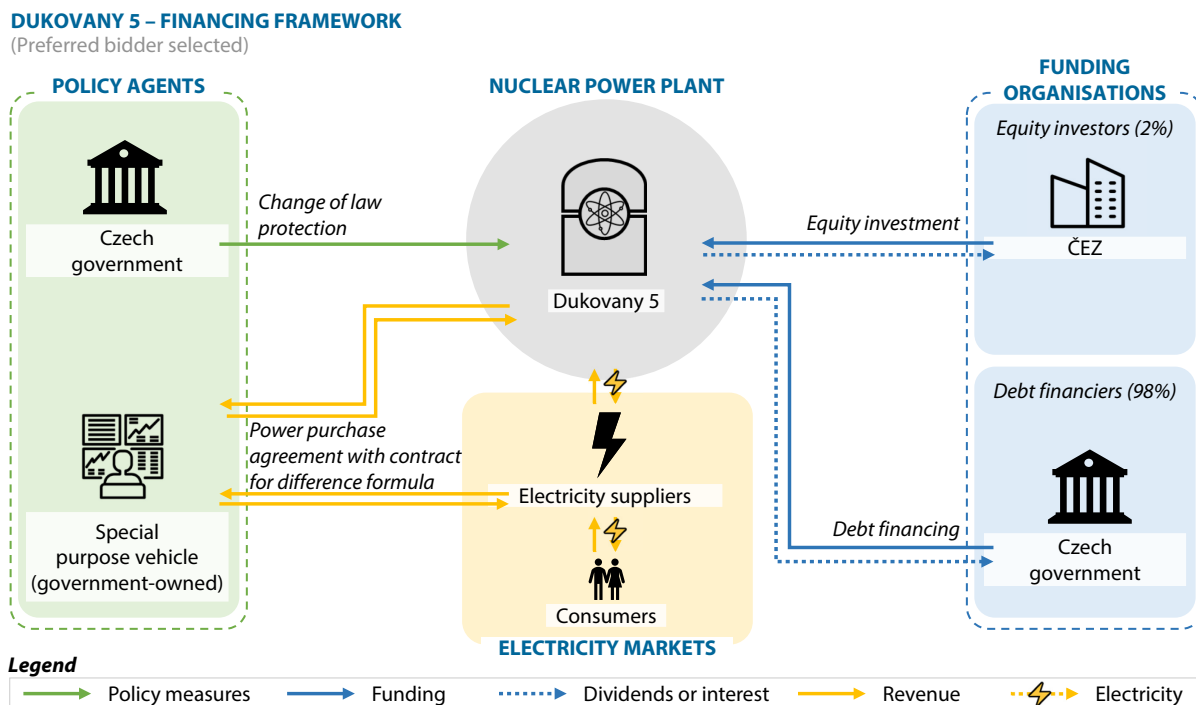 DUKOVANY 5 – FINANCING FRAMEWORK
(Preferred bidder selected)
POLICY AGENTS
NUCLEAR POWER PLANT
FUNDING
ORGANISATIONS
Czech
government
Change of law
protection
Dukovany 5
Equity investment
Equity investors (2%)
ČEZ
Power purchase
agreement with contract
for difference formula
Special
purpose vehicle
(government-owned)
Electricity suppliers
Consumers
ELECTRICITY MARKETS
Debt financing
Debt financiers (98%)
Czech
government
Legend
Policy measures
Funding
Dividends or interest
Revenue
Electricity